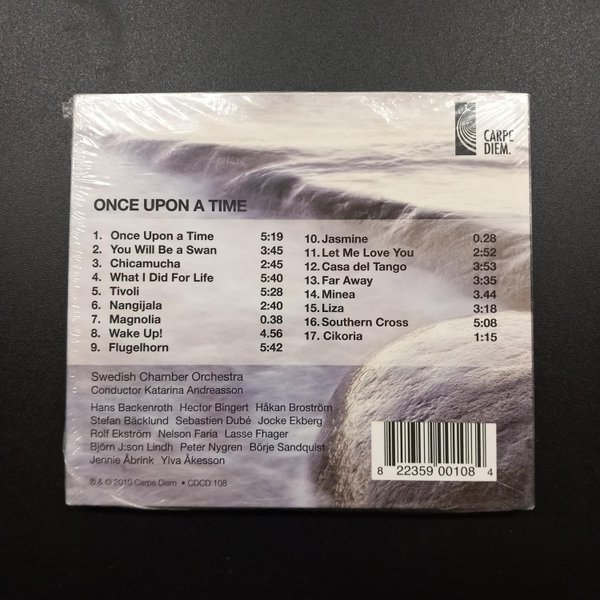 CARPE
DIEM.
ONCE UPON A TIME
1. Once Upon a Time 5:19
2. You Will Be a Swan 3:45
3. Chicamucha 2:45
4. What I Did For Life 5:40
5. Tivoli 5:28
6. Nangijala 2:40
7. Magnolia 0.38
8. Wake Up! 4.56
9. Flugelhorn 5:42
10. Jasmine 0.28
11. Let Me Love You 2:52
12. Casa del Tango 3:53
13. Far Away 3:35
14. Minea 3.44
15. Liza 3:18
16. Southern Cross 5:08
17. Cikoria 1:15
Swedish Chamber Orchestra
Conductor Katarina Andreasson
Hans Backenroth Hector Bingert Håkan Broström
Stefan Bäcklund Sebastien Dubé Jocke Ekberg
Rolf Ekström Nelson Faria Lasse Fhager
Björn J:son Lindh Peter Nygren Börje Sandquist
Jennie Åbrink Ylva Åkesson
℗ & © 2010 Carpe Diem • CDCD 108
8 22359 00108 4